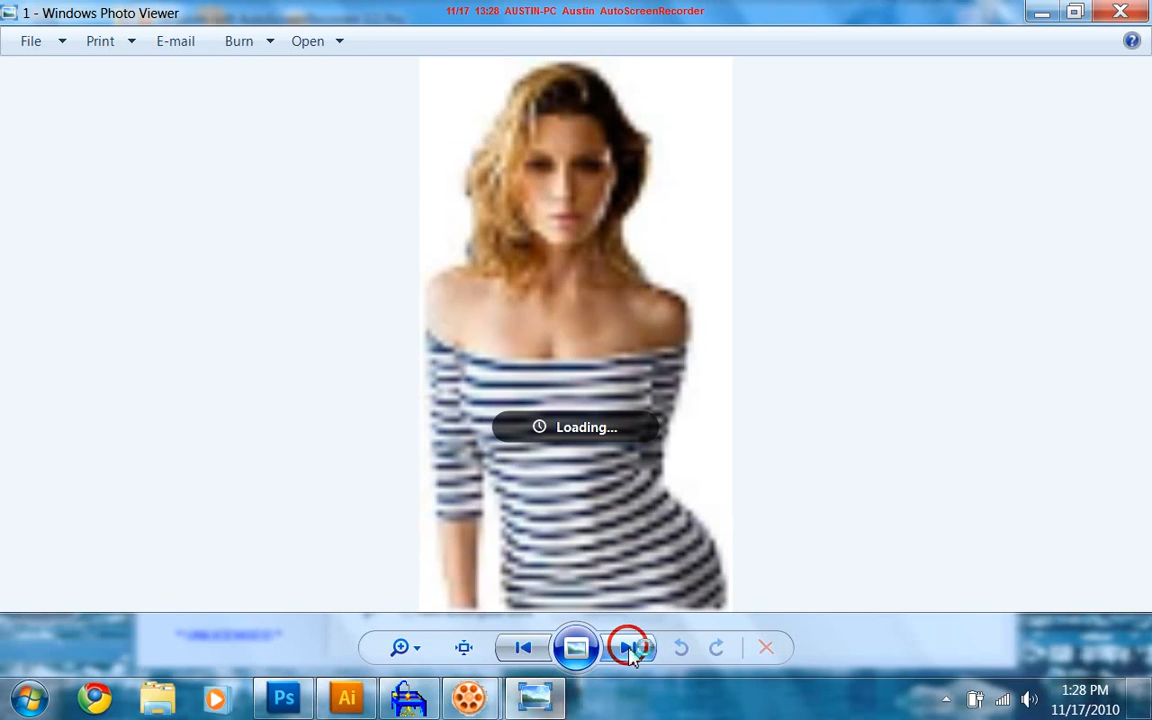 1 - Windows Photo Viewer
11/17 13:28 AUSTIN-PC Austin AutoScreenRecorder
File Print E-mail Burn Open
Loading...
Ps Ai
1:28 PM
11/17/2010